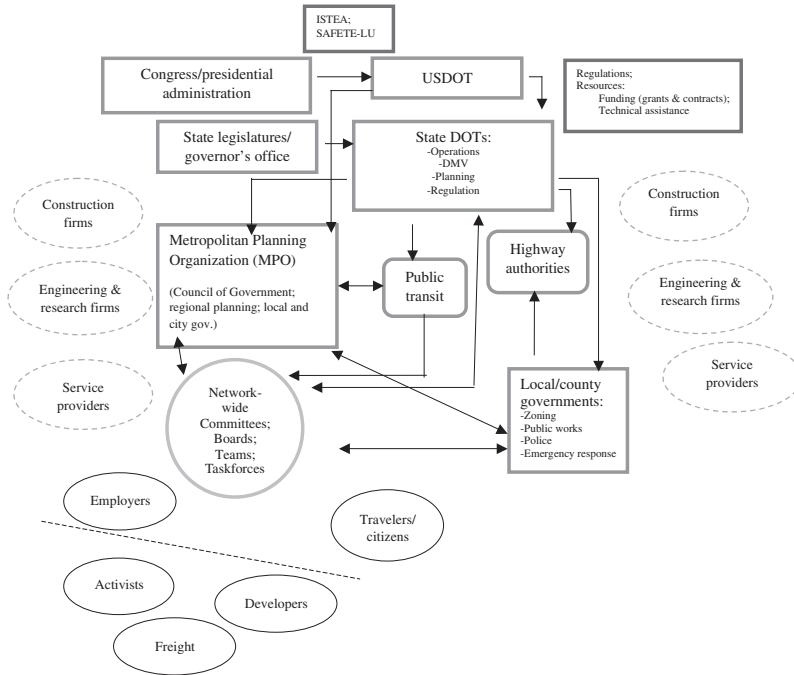 ISTEA;
SAFETE-LU
Congress/presidential
administration
USDOT
Regulations;
Resources:
Funding (grants & contracts);
Technical assistance
State legislatures/
governor's office
State DOTs:
-Operations
-DMV
-Planning
-Regulation
Construction
firms
Engineering &
research firms
Service
providers
Metropolitan Planning
Organization (MPO)
(Council of Government;
regional planning; local and
city gov.)
Public
transit
Highway
authorities
Construction
firms
Engineering &
research firms
Service
providers
Network-
wide
Committees;
Boards;
Teams;
Taskforces
Local/county
governments:
-Zoning
-Public works
-Police
-Emergency response
Employers
Travelers/
citizens
Activists
Developers
Freight